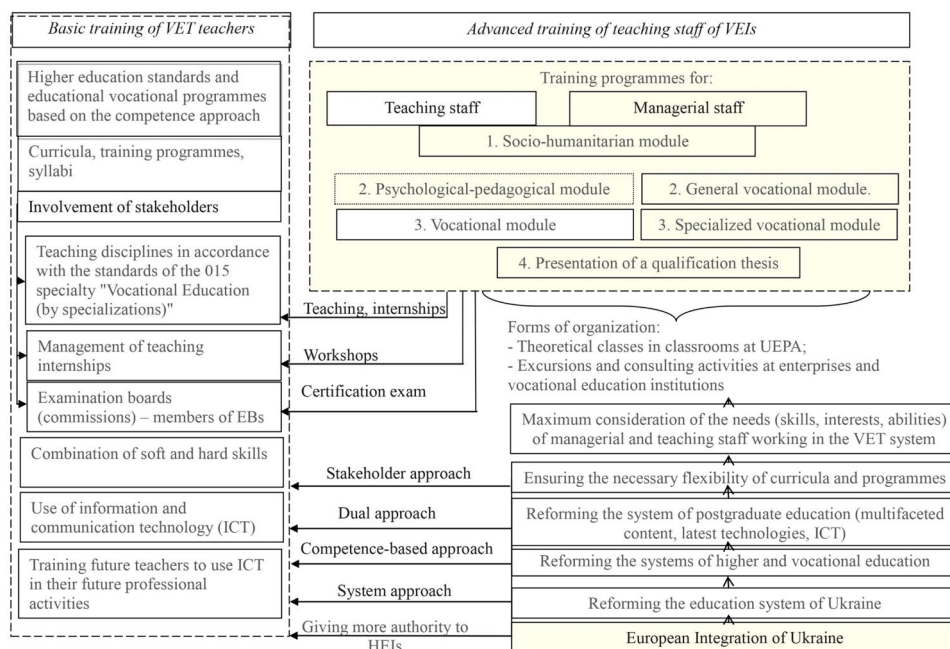 Basic training of VET teachers
Advanced training of teaching staff of VEIs
Higher education standards and
educational vocational programmes
based on the competence approach
Curricula, training programmes,
syllabi
Involvement of stakeholders
Teaching disciplines in accordance
with the standards of the 015
specialty "Vocational Education
(by specializations)"
Management of teaching
internships
Examination boards
(commissions) – members of EBs
Combination of soft and hard skills
Use of information and
communication technology (ICT)
Training future teachers to use ICT
in their future professional
activities
Training programmes for:
Teaching staff
Managerial staff
1. Socio-humanitarian module
2. Psychological-pedagogical module
2. General vocational module.
3. Vocational module
3. Specialized vocational module
4. Presentation of a qualification thesis
Teaching, internships
Workshops
Certification exam
Forms of organization:
- Theoretical classes in classrooms at UEPA;
- Excursions and consulting activities at enterprises and
vocational education institutions
Maximum consideration of the needs (skills, interests, abilities)
of managerial and teaching staff working in the VET system
Stakeholder approach
Ensuring the necessary flexibility of curricula and programmes
Dual approach
Reforming the system of postgraduate education (multifaceted
content, latest technologies, ICT)
Competence-based approach
Reforming the systems of higher and vocational education
System approach
Reforming the education system of Ukraine
Giving more authority to
HEIs
European Integration of Ukraine